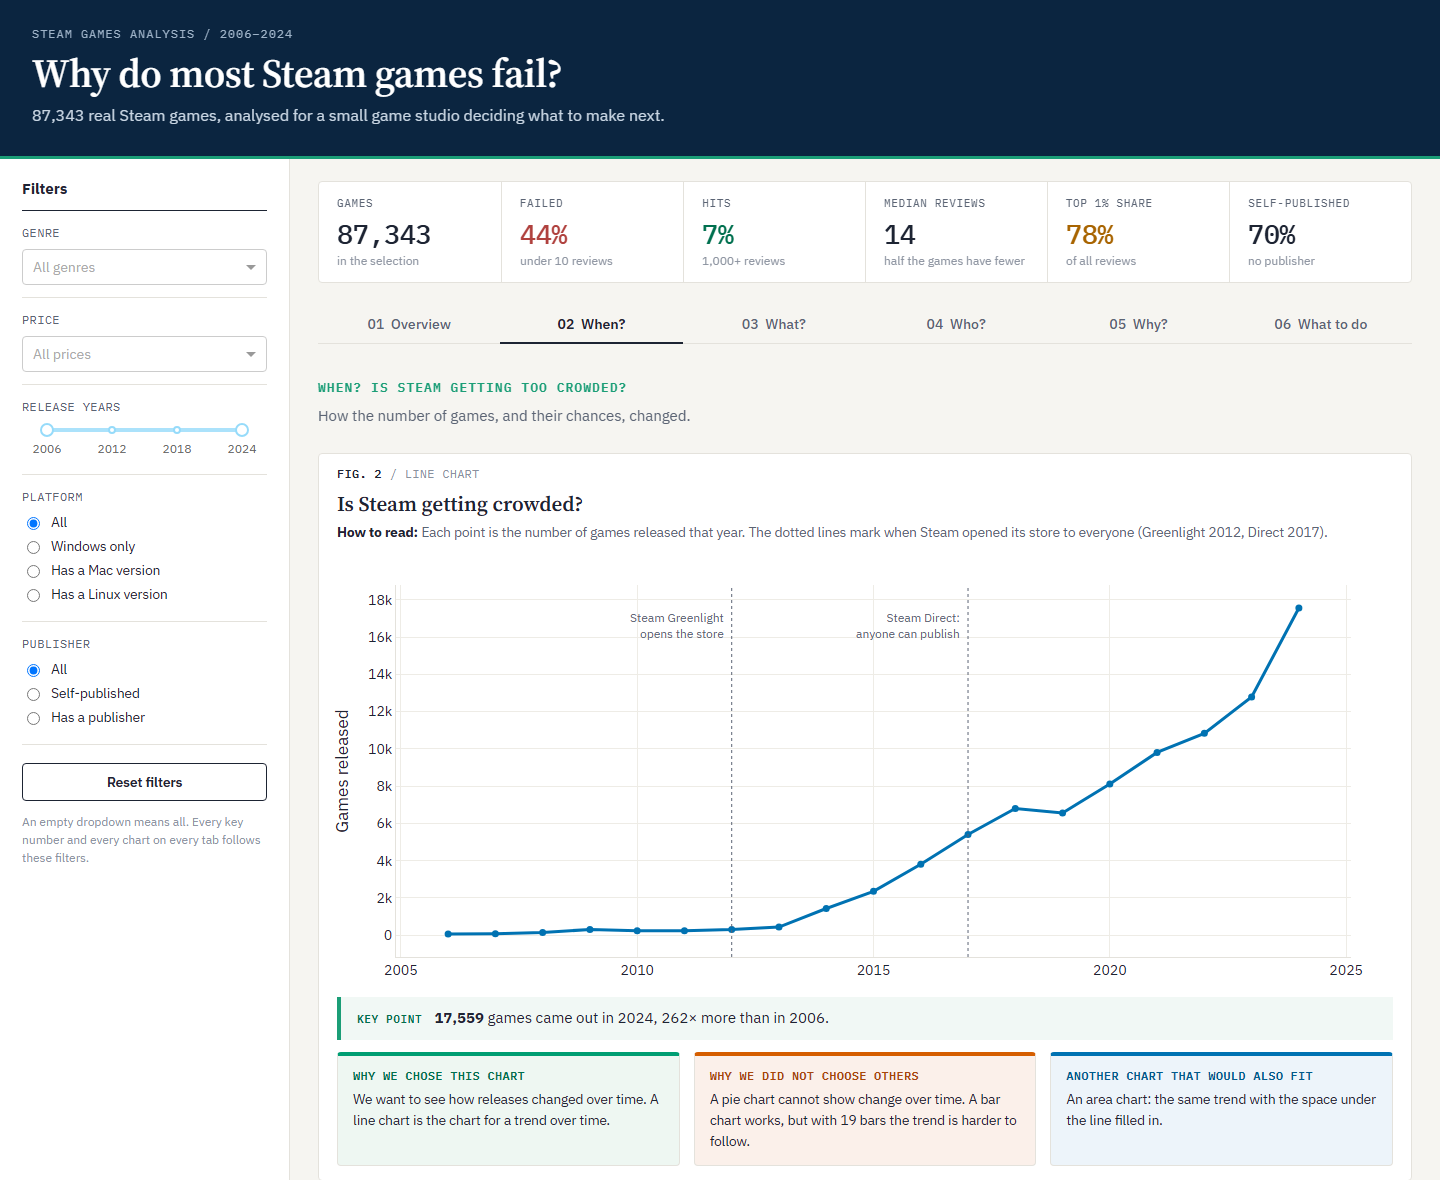 STEAM GAMES ANALYSIS / 2006–2024
Why do most Steam games fail?
87,343 real Steam games, analysed for a small game studio deciding what to make next.
Filters
GENRE
All genres
PRICE
All prices
RELEASE YEARS
2006 2012 2018 2024
PLATFORM
All
Windows only
Has a Mac version
Has a Linux version
PUBLISHER
All
Self-published
Has a publisher
Reset filters
An empty dropdown means all. Every key
number and every chart on every tab follows
these filters.
GAMES
87,343
in the selection
FAILED
44%
under 10 reviews
HITS
7%
1,000+ reviews
MEDIAN REVIEWS
14
half the games have fewer
TOP 1% SHARE
78%
of all reviews
SELF-PUBLISHED
70%
no publisher
01 Overview
02 When?
03 What?
04 Who?
05 Why?
06 What to do
WHEN? IS STEAM GETTING TOO CROWDED?
How the number of games, and their chances, changed.
FIG. 2 / LINE CHART
Is Steam getting crowded?
How to read: Each point is the number of games released that year. The dotted lines mark when Steam opened its store to everyone (Greenlight 2012, Direct 2017).
Games released
18k
16k
14k
12k
10k
8k
6k
4k
2k
0
Steam Greenlight
opens the store
Steam Direct:
anyone can publish
2005 2010 2015 2020 2025
KEY POINT 17,559 games came out in 2024, 262× more than in 2006.
WHY WE CHOSE THIS CHART
We want to see how releases changed over time. A
line chart is the chart for a trend over time.
WHY WE DID NOT CHOOSE OTHERS
A pie chart cannot show change over time. A bar
chart works, but with 19 bars the trend is harder to
follow.
ANOTHER CHART THAT WOULD ALSO FIT
An area chart: the same trend with the space under
the line filled in.